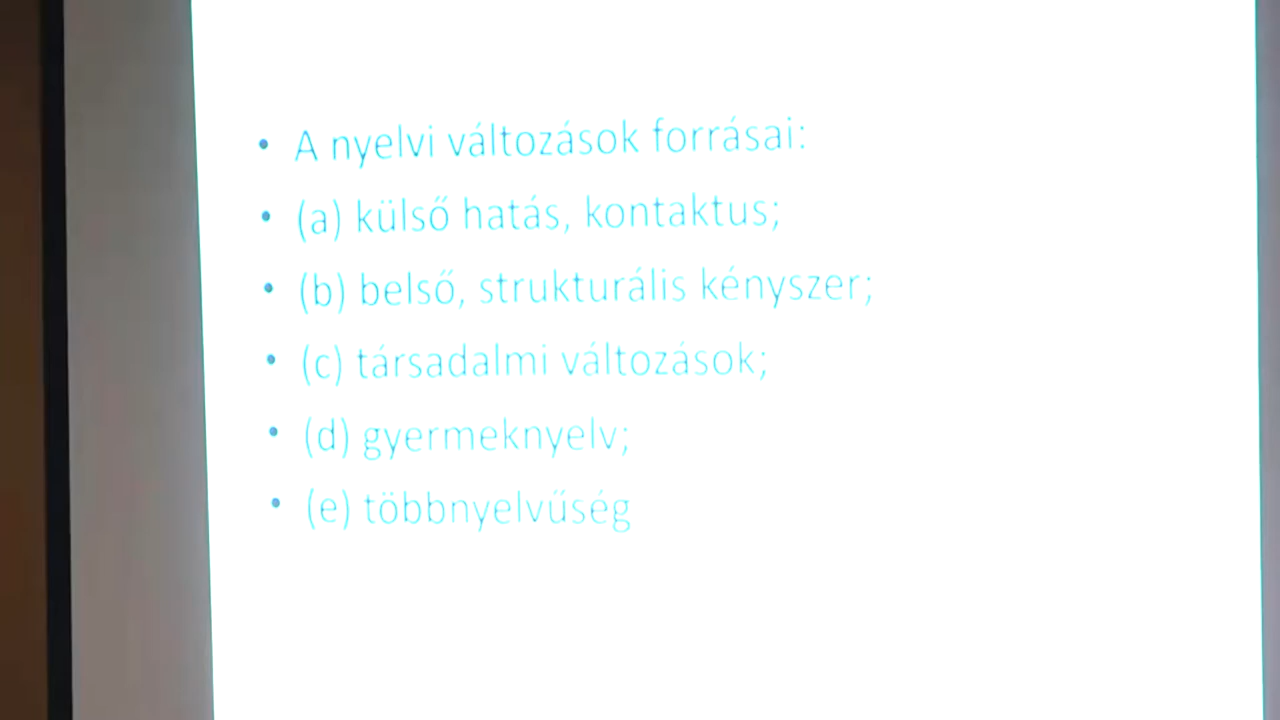 • A nyelvi változások forrásai:
• (a) külső hatás, kontaktus;
• (b) belső, strukturális kényszer;
• (c) társadalmi változások;
• (d) gyermeknyelv;
• (e) többnyelvűség